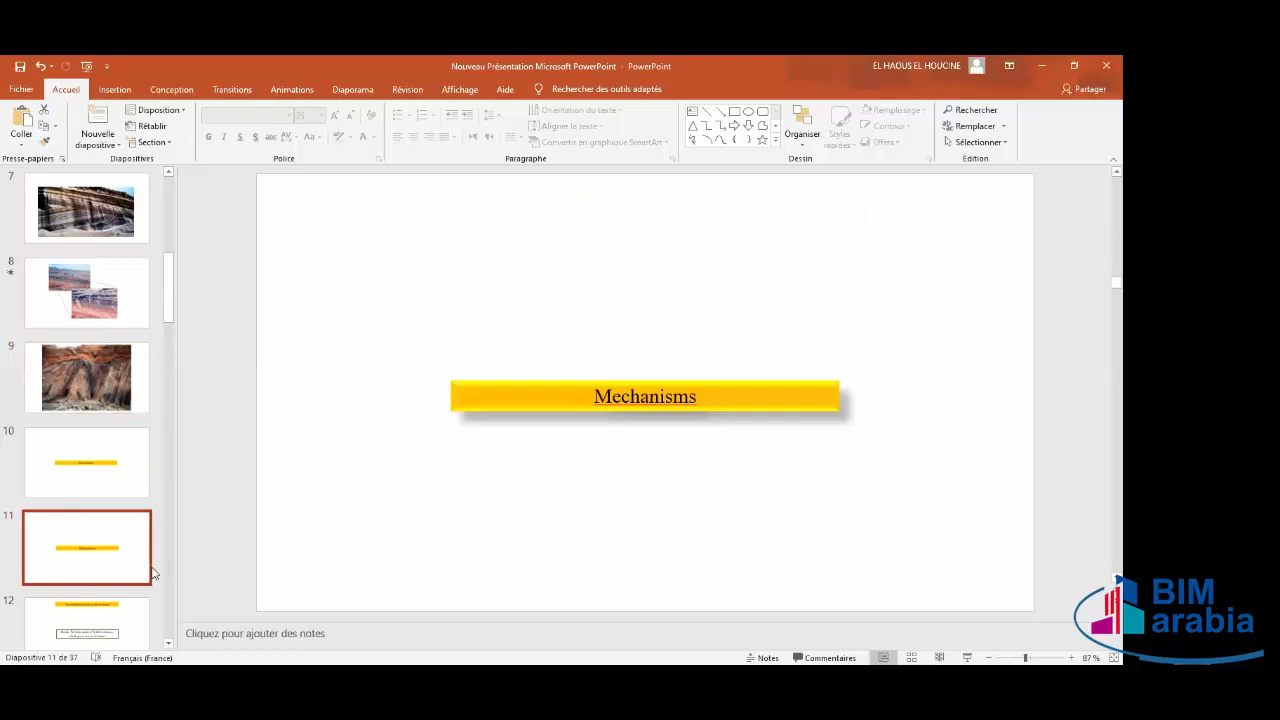 Nouveau Présentation Microsoft PowerPoint - PowerPoint
EL HAOUS EL HOUCINE
Fichier Accueil Insertion Conception Transitions Animations Diaporama Révision Affichage Aide Rechercher des outils adaptés Partager
Coller
Presse-papiers
Nouvelle diapositive
Disposition
Rétablir
Section
Diapositives
25
G I S S abc AV Aa A
Police
Orientation du texte
Aligner le texte
Convertir en graphique SmartArt
Paragraphe
Organiser
Styles rapides
Remplissage
Contour
Effets
Dessin
Rechercher
Remplacer
Sélectionner
Édition
7
8
9
10
11
12
Mechanisms
Cliquez pour ajouter des notes
Diapositive 11 de 37 Français (France) Notes Commentaires 87 %
BIM
arabia